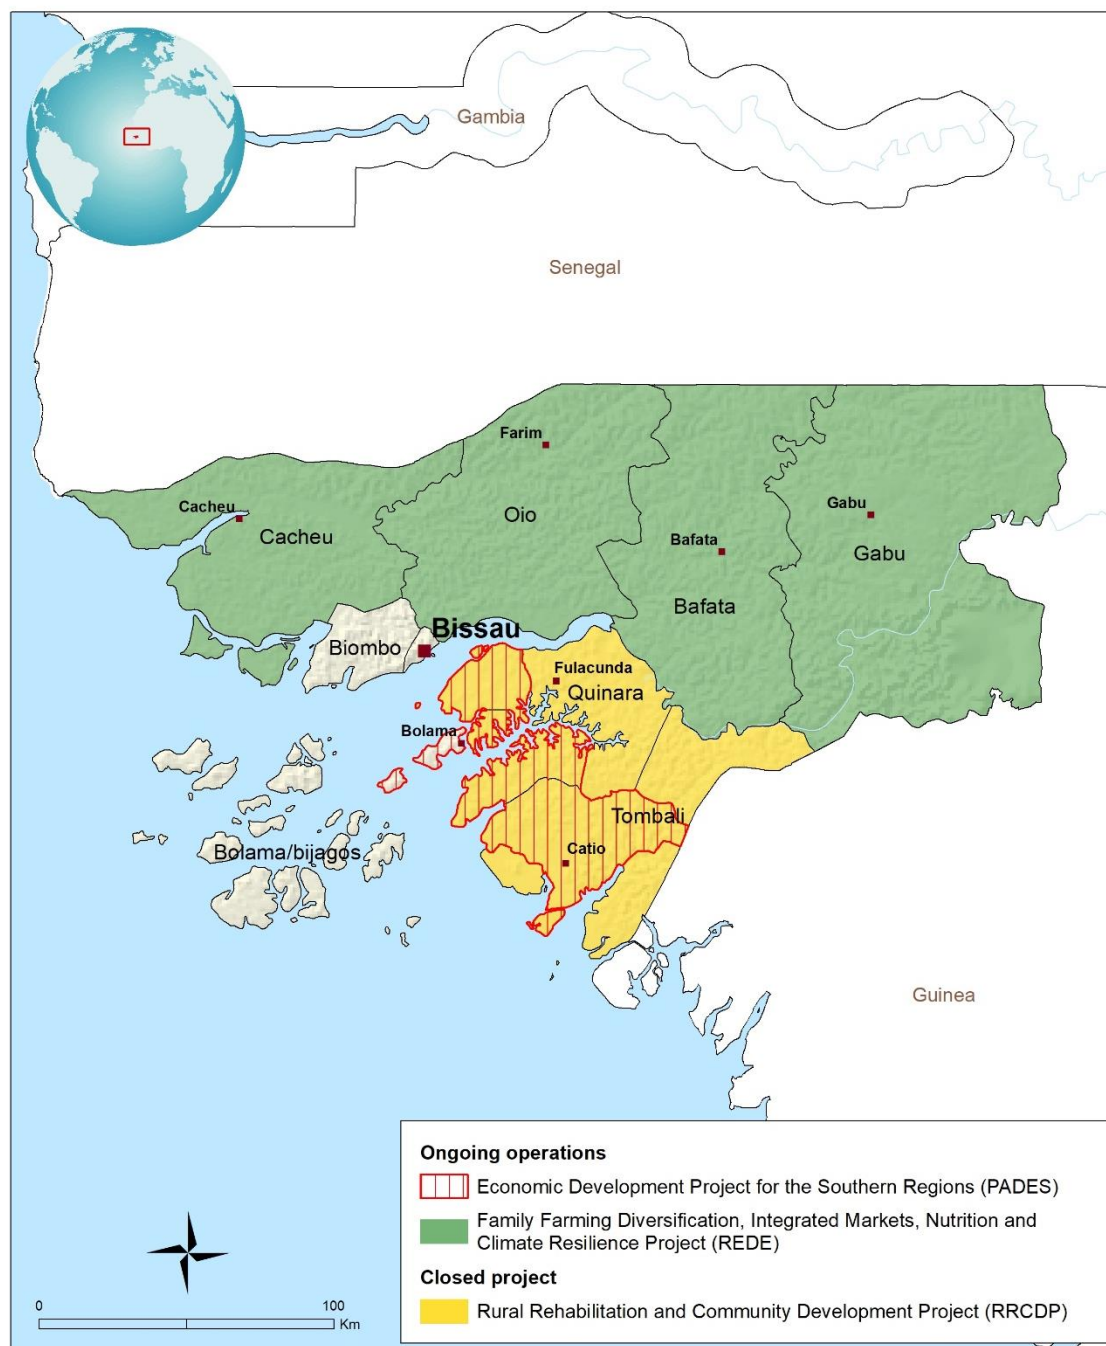 Gambia
Senegal
Farim
Cacheu
Oio
Gabu
Cacheu
Bafata
Gabu
Bafata
Bissau
Biombo
Fulacunda
Quinara
Bolama
Tombali
Catio
Bolama/bijagos
Guinea
Ongoing operations
Economic Development Project for the Southern Regions (PADES)
Family Farming Diversification, Integrated Markets, Nutrition and
Climate Resilience Project (REDE)
Closed project
Rural Rehabilitation and Community Development Project (RRCDP)
0 100
Km